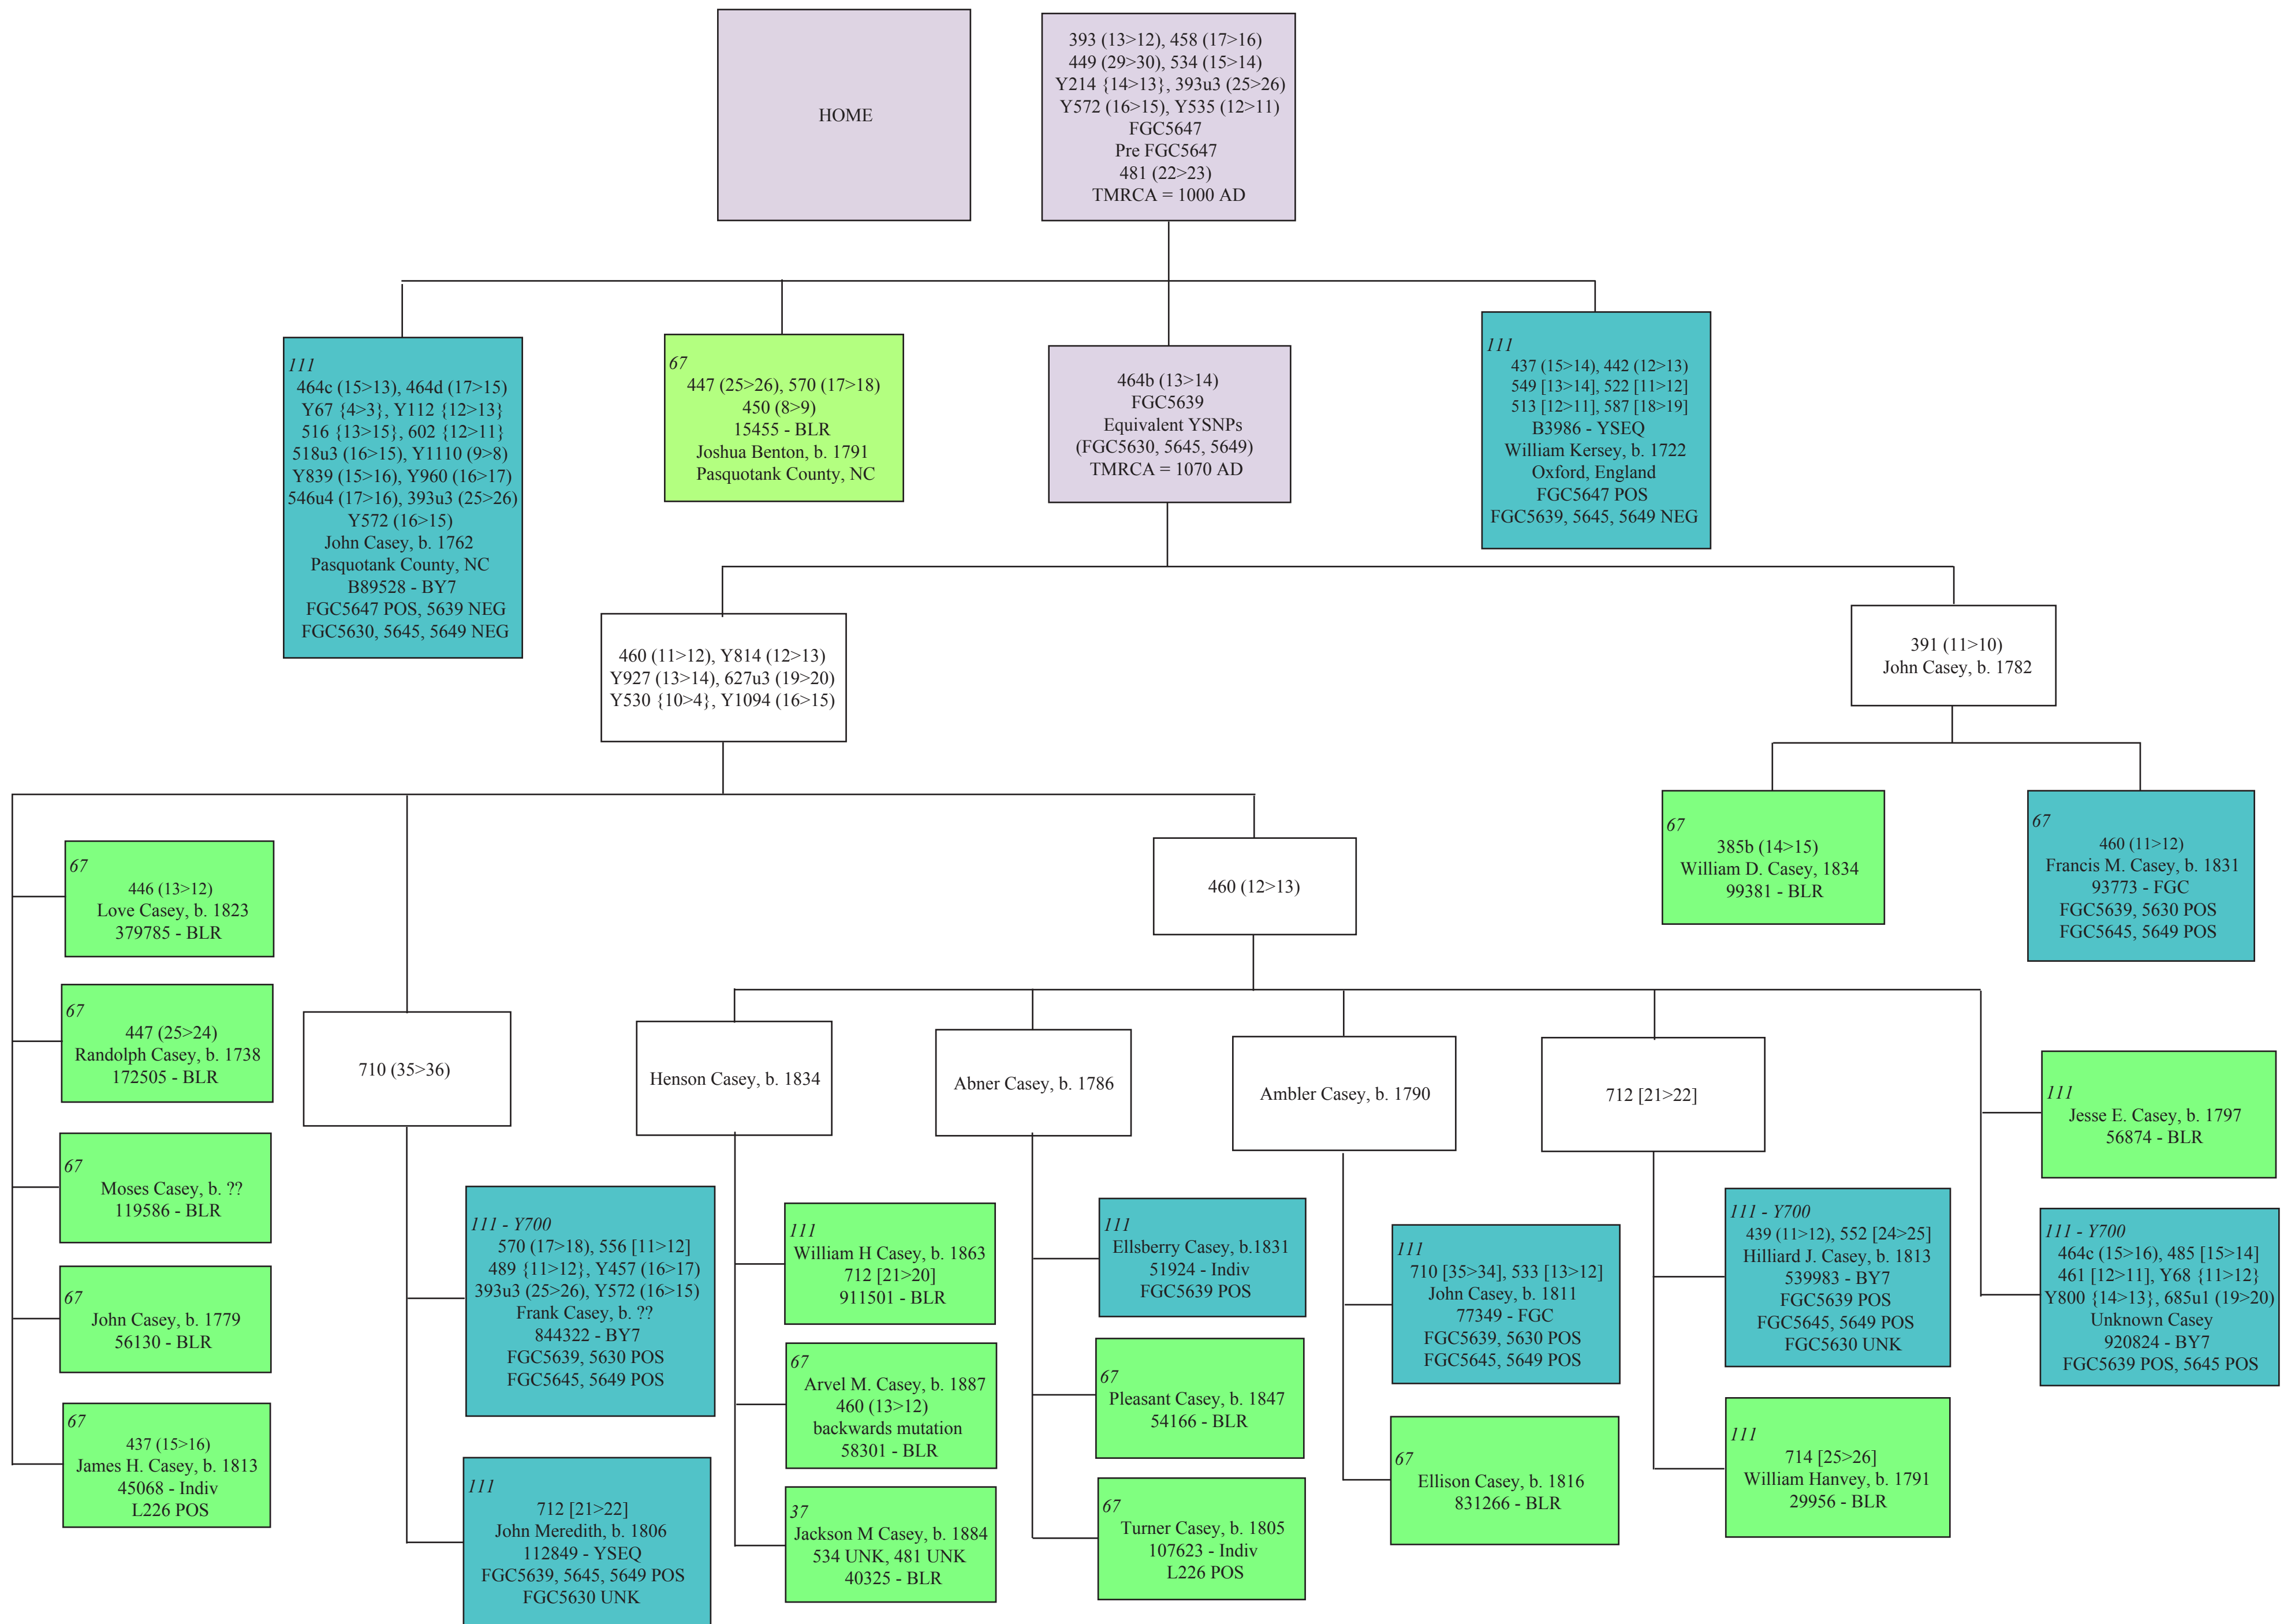 HOME
393 (13>12), 458 (17>16)
449 (29>30), 534 (15>14)
Y214 {14>13}, 393u3 (25>26)
Y572 (16>15), Y535 (12>11)
FGC5647
Pre FGC5647
481 (22>23)
TMRCA = 1000 AD
111
464c (15>13), 464d (17>15)
Y67 {4>3}, Y112 {12>13}
516 {13>15}, 602 {12>11}
518u3 (16>15), Y1110 (9>8)
Y839 (15>16), Y960 (16>17)
546u4 (17>16), 393u3 (25>26)
Y572 (16>15)
John Casey, b. 1762
Pasquotank County, NC
B89528 - BY7
FGC5647 POS, 5639 NEG
FGC5630, 5645, 5649 NEG
67
447 (25>26), 570 (17>18)
450 (8>9)
15455 - BLR
Joshua Benton, b. 1791
Pasquotank County, NC
464b (13>14)
FGC5639
Equivalent YSNPs
(FGC5630, 5645, 5649)
TMRCA = 1070 AD
111
437 (15>14), 442 (12>13)
549 [13>14], 522 [11>12]
513 [12>11], 587 [18>19]
B3986 - YSEQ
William Kersey, b. 1722
Oxford, England
FGC5647 POS
FGC5639, 5645, 5649 NEG
460 (11>12), Y814 (12>13)
Y927 (13>14), 627u3 (19>20)
Y530 {10>4}, Y1094 (16>15)
391 (11>10)
John Casey, b. 1782
67
446 (13>12)
Love Casey, b. 1823
379785 - BLR
67
447 (25>24)
Randolph Casey, b. 1738
172505 - BLR
67
Moses Casey, b. ??
119586 - BLR
67
John Casey, b. 1779
56130 - BLR
67
437 (15>16)
James H. Casey, b. 1813
45068 - Indiv
L226 POS
710 (35>36)
111 - Y700
570 (17>18), 556 [11>12]
489 {11>12}, Y457 (16>17)
393u3 (25>26), Y572 (16>15)
Frank Casey, b. ??
844322 - BY7
FGC5639, 5630 POS
FGC5645, 5649 POS
111
712 [21>22]
John Meredith, b. 1806
112849 - YSEQ
FGC5639, 5645, 5649 POS
FGC5630 UNK
460 (12>13)
Henson Casey, b. 1834
111
William H Casey, b. 1863
712 [21>20]
911501 - BLR
67
Arvel M. Casey, b. 1887
460 (13>12)
backwards mutation
58301 - BLR
37
Jackson M Casey, b. 1884
534 UNK, 481 UNK
40325 - BLR
Abner Casey, b. 1786
111
Ellsberry Casey, b.1831
51924 - Indiv
FGC5639 POS
67
Pleasant Casey, b. 1847
54166 - BLR
67
Turner Casey, b. 1805
107623 - Indiv
L226 POS
Ambler Casey, b. 1790
111
710 [35>34], 533 [13>12]
John Casey, b. 1811
77349 - FGC
FGC5639, 5630 POS
FGC5645, 5649 POS
67
Ellison Casey, b. 1816
831266 - BLR
712 [21>22]
111 - Y700
439 (11>12), 552 [24>25]
Hilliard J. Casey, b. 1813
539983 - BY7
FGC5639 POS
FGC5645, 5649 POS
FGC5630 UNK
111
714 [25>26]
William Hanvey, b. 1791
29956 - BLR
67
385b (14>15)
William D. Casey, 1834
99381 - BLR
67
460 (11>12)
Francis M. Casey, b. 1831
93773 - FGC
FGC5639, 5630 POS
FGC5645, 5649 POS
111
Jesse E. Casey, b. 1797
56874 - BLR
111 - Y700
464c (15>16), 485 [15>14]
461 [12>11], Y68 {11>12}
Y800 {14>13}, 685u1 (19>20)
Unknown Casey
920824 - BY7
FGC5639 POS, 5645 POS